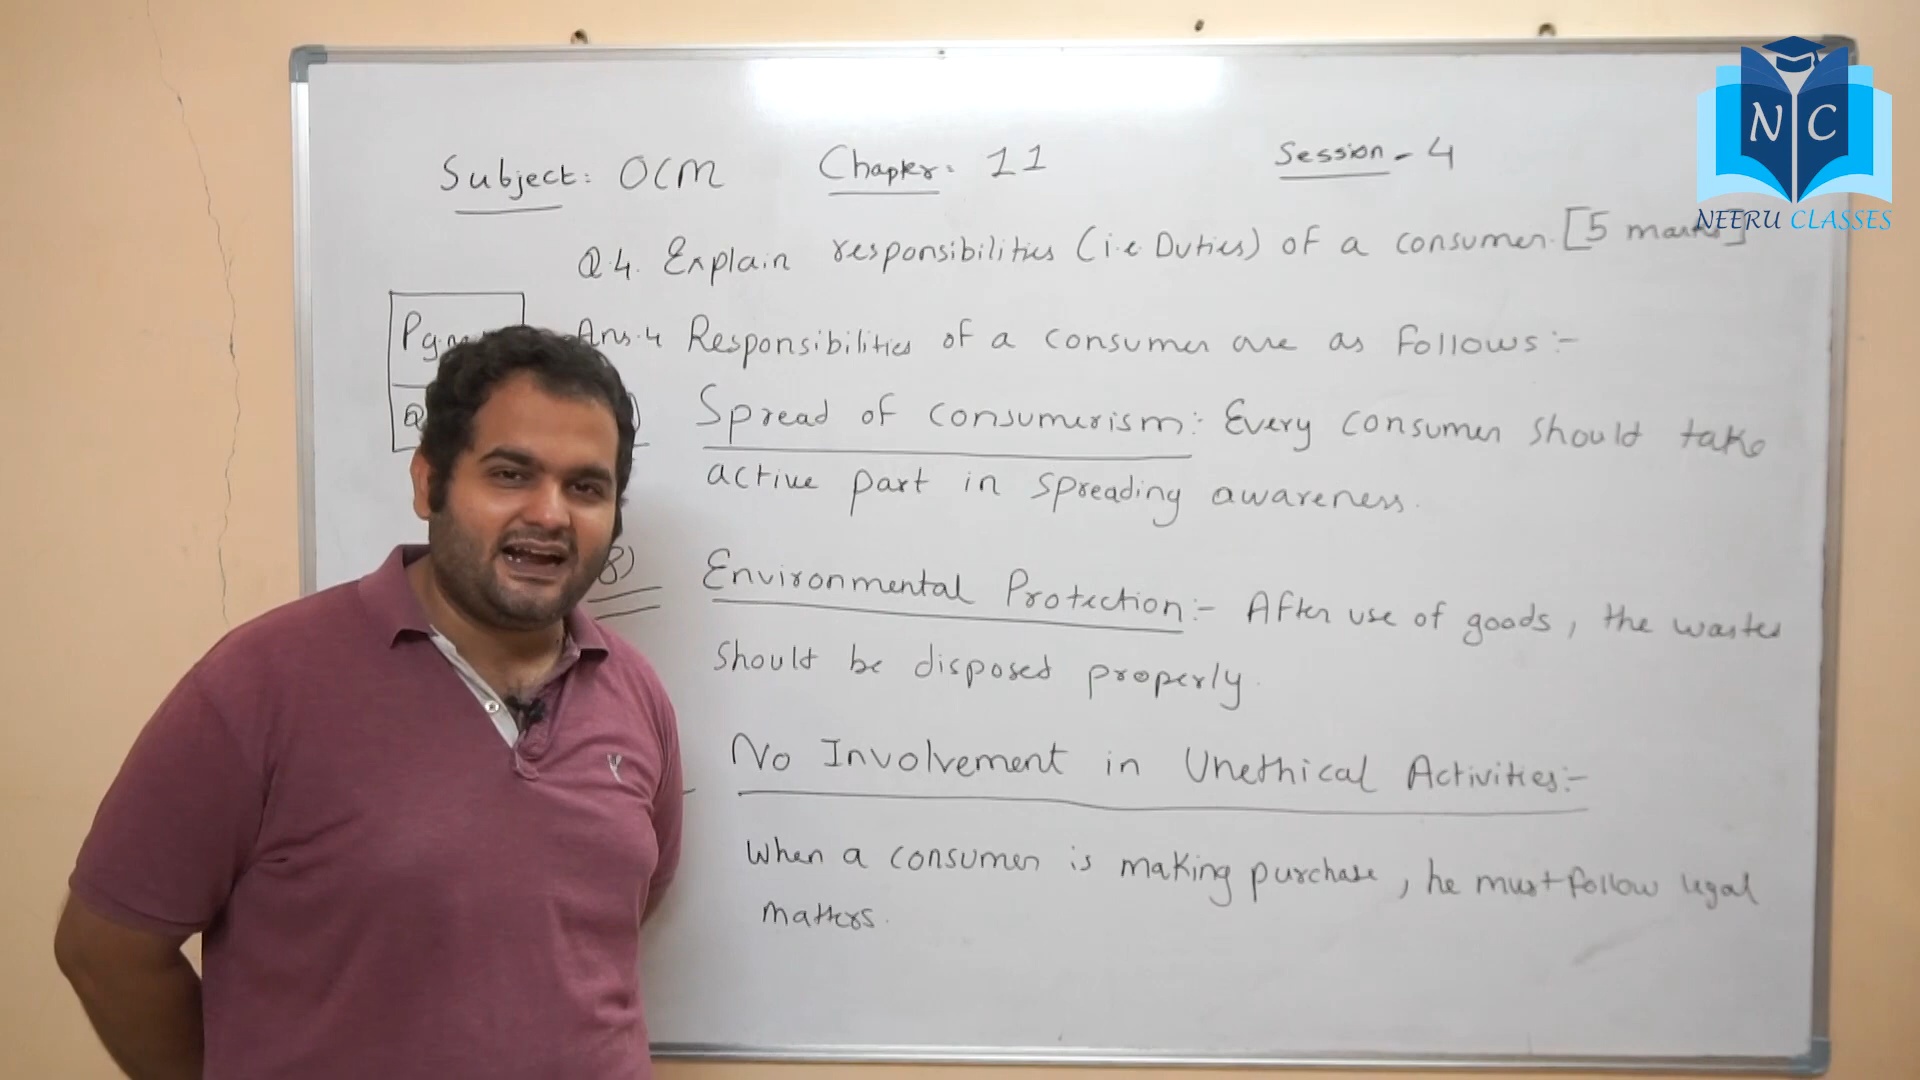 Subject: OCM Chapter: 11 Session - 4
NC
NEERU CLASSES
Q.4. Explain responsibilities (i.e Duties) of a consumer. [5 marks]
Ans.4 Responsibilities of a consumer are as follows:-
Spread of consumerism: Every consumer should take
active part in spreading awareness.
8) Environmental Protection:- After use of goods, the wastes
should be disposed properly.
No Involvement in Unethical Activities:-
When a consumer is making purchase, he must follow legal
matters.